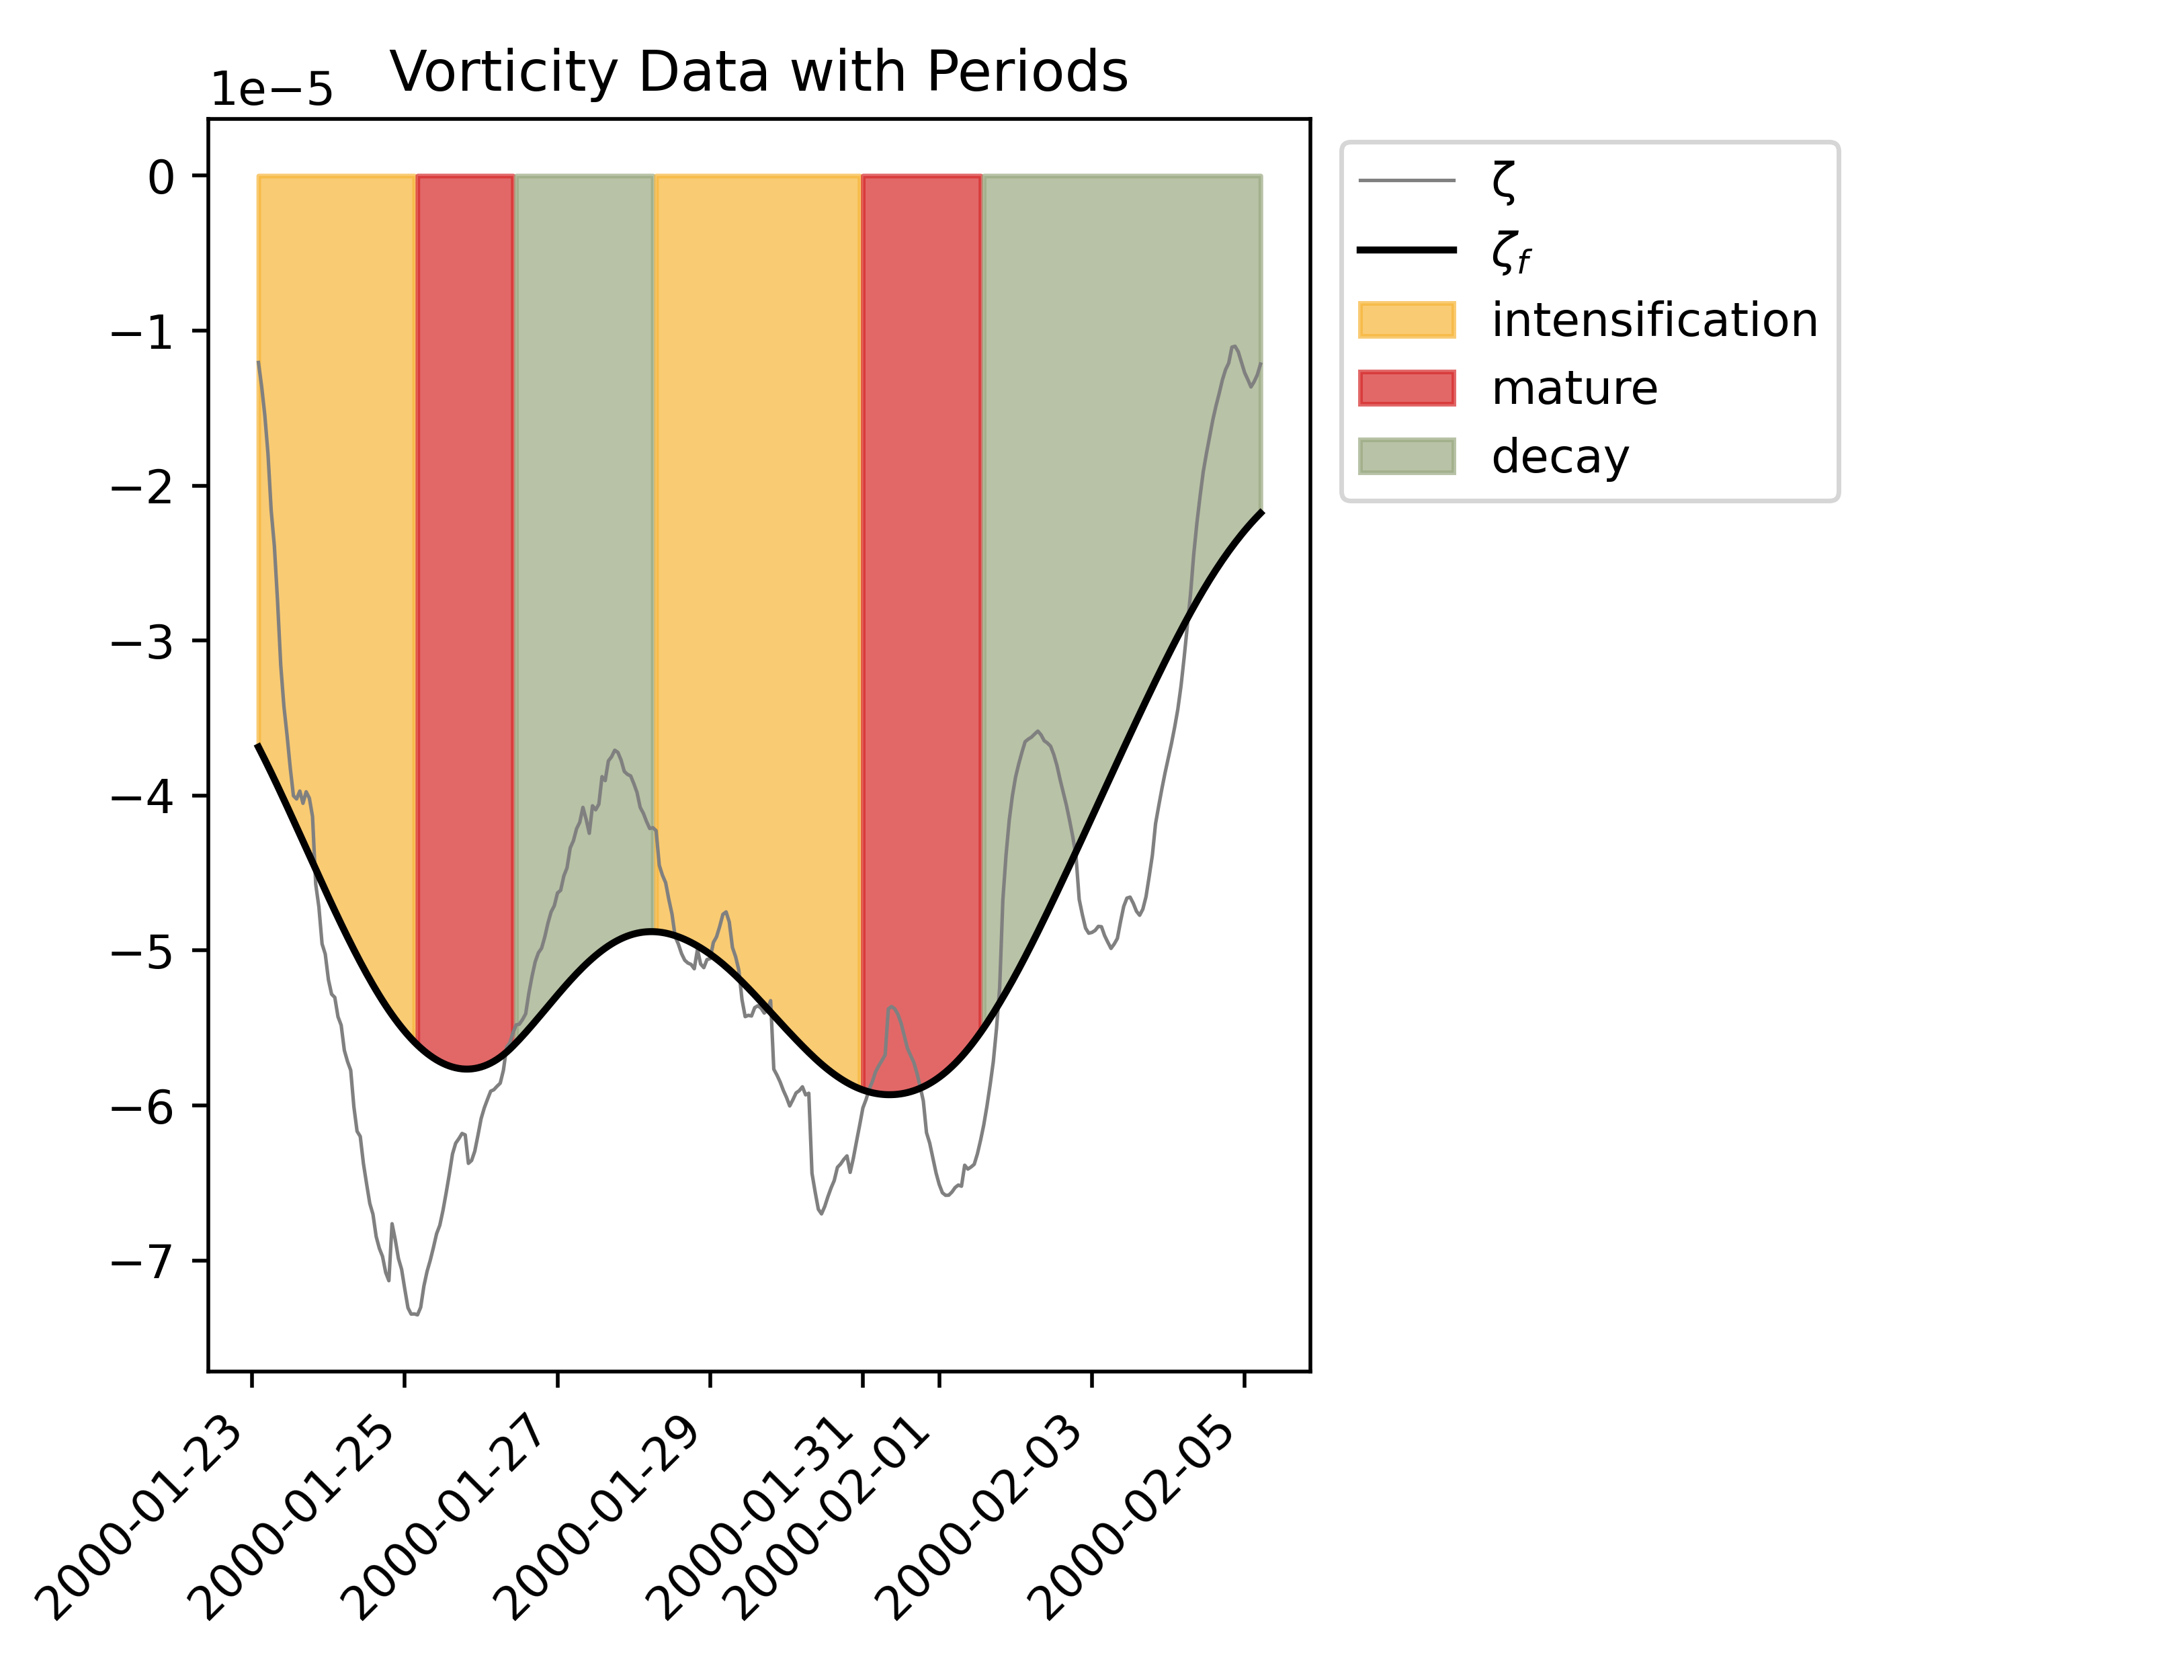 Vorticity Data with Periods
1e−5
0
−1
−2
−3
−4
−5
−6
−7
2000-01-23
2000-01-25
2000-01-27
2000-01-29
2000-01-31
2000-02-01
2000-02-03
2000-02-05
ζ
ζf
intensification
mature
decay